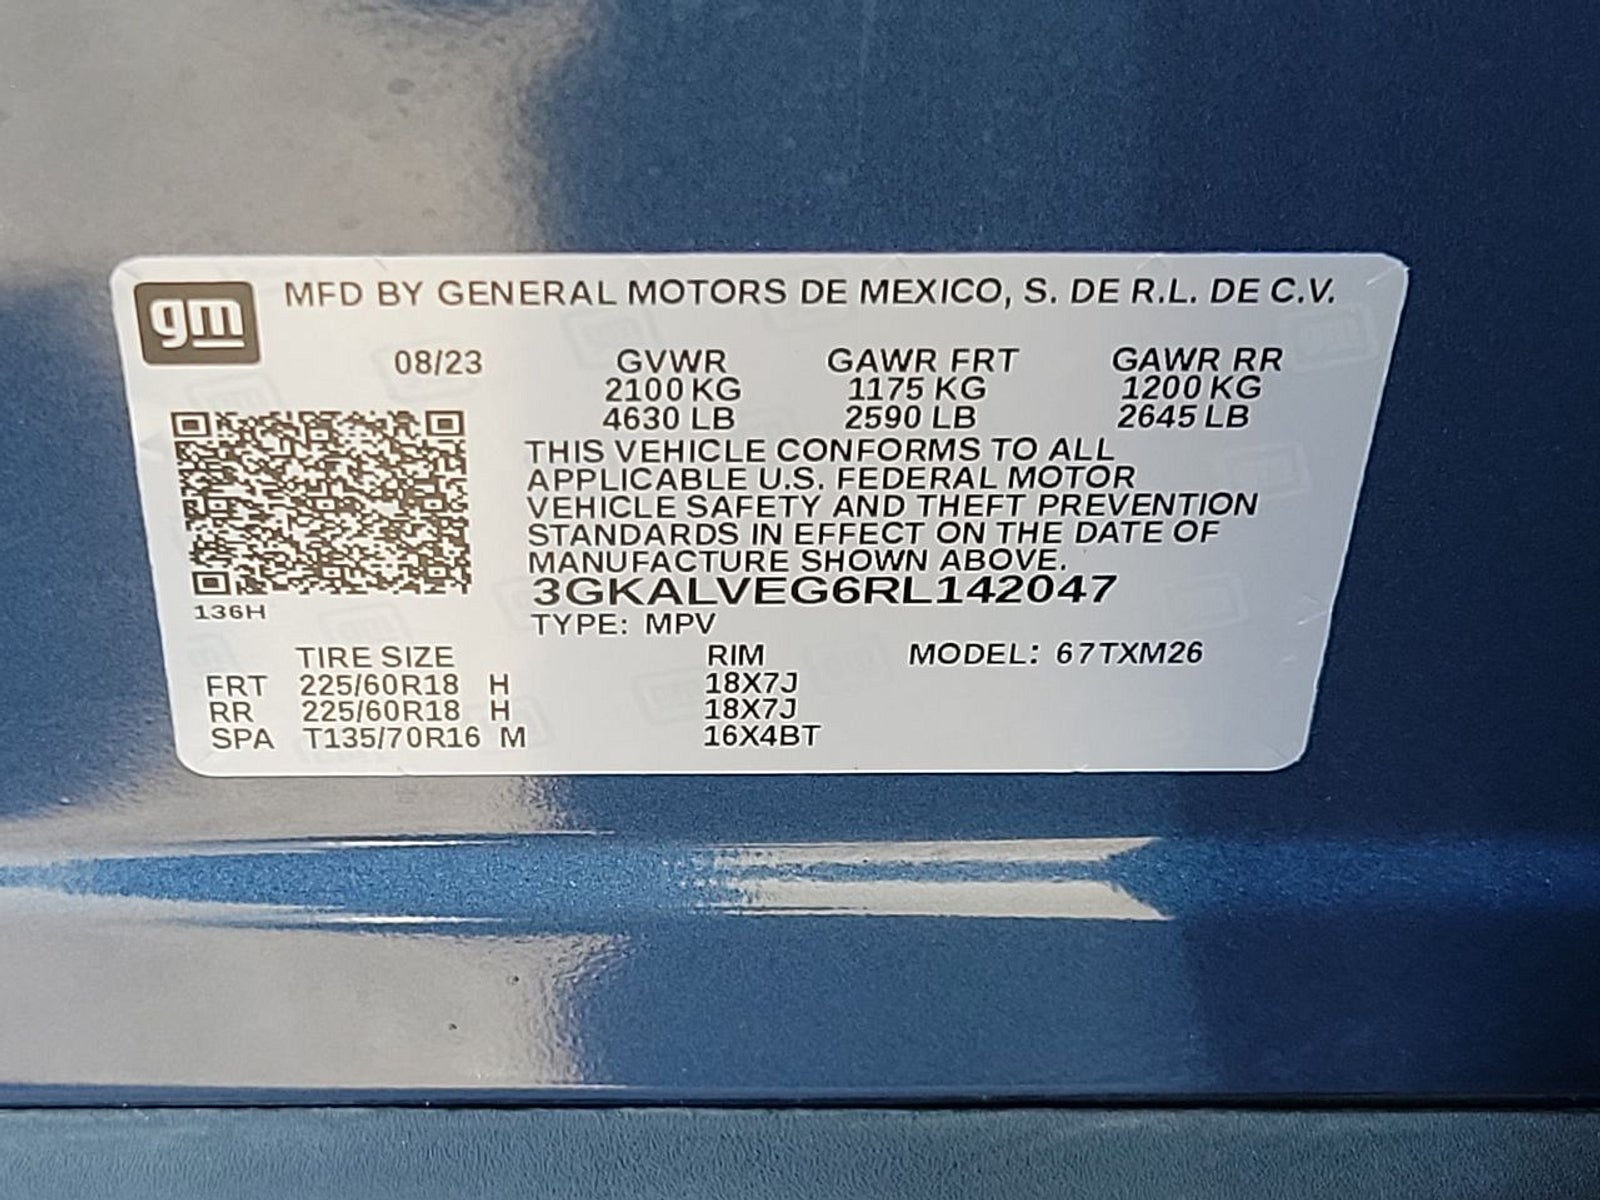 gm MFD BY GENERAL MOTORS DE MEXICO, S. DE R.L. DE C.V.
08/23 GVWR GAWR FRT GAWR RR
2100 KG 1175 KG 1200 KG
4630 LB 2590 LB 2645 LB
THIS VEHICLE CONFORMS TO ALL
APPLICABLE U.S. FEDERAL MOTOR
VEHICLE SAFETY AND THEFT PREVENTION
STANDARDS IN EFFECT ON THE DATE OF
MANUFACTURE SHOWN ABOVE.
3GKALVEG6RL142047
136H
TYPE: MPV
TIRE SIZE RIM MODEL: 67TXM26
FRT 225/60R18 H 18X7J
RR 225/60R18 H 18X7J
SPA T135/70R16 M 16X4BT